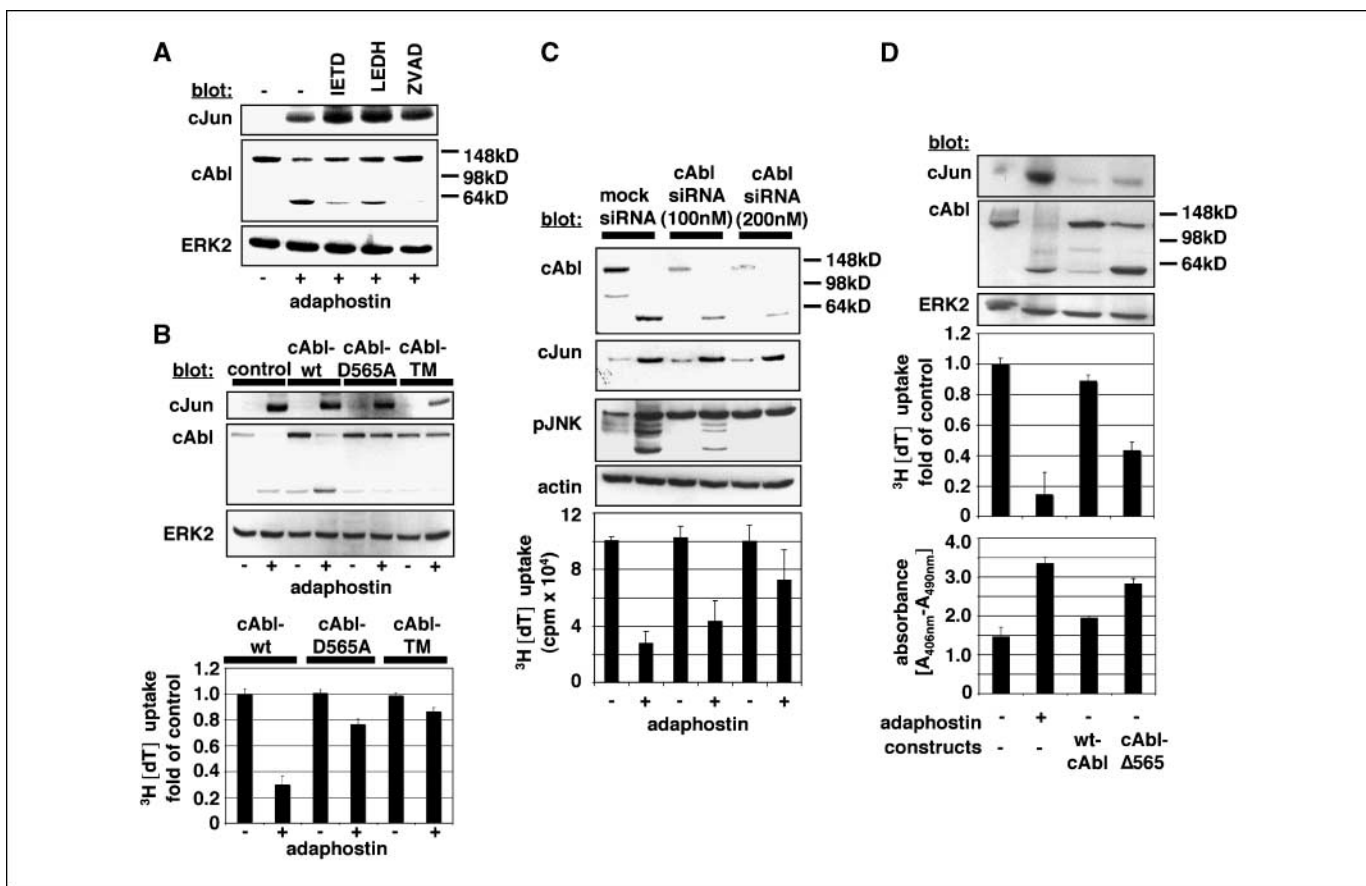 A
blot: - - IETD LEDH ZVAD
cJun
cAbl
148kD
98kD
64kD
ERK2
- + + + +
adaphostin
B
cAbl- cAbl- cAbl-
blot: control wt D565A TM
cJun
cAbl
ERK2
- + - + - + - +
adaphostin
cAbl- cAbl- cAbl-
wt D565A TM
³H [dT] uptake
fold of control
1.2
1.0
0.8
0.6
0.4
0.2
0
- + - + - +
adaphostin
C
cAbl cAbl
mock siRNA siRNA
blot: siRNA (100nM) (200nM)
cAbl
148kD
98kD
64kD
cJun
pJNK
actin
³H [dT] uptake
(cpm x 10⁴)
12
10
8
6
4
2
0
- + - + - +
adaphostin
D
blot:
cJun
cAbl
148kD
98kD
64kD
ERK2
³H [dT] uptake
fold of control
1.2
1.0
0.8
0.6
0.4
0.2
0
absorbance
[A406nm-A490nm]
4.0
3.0
2.0
1.0
0
adaphostin - + - -
constructs - - wt- cAbl-
cAbl Δ565